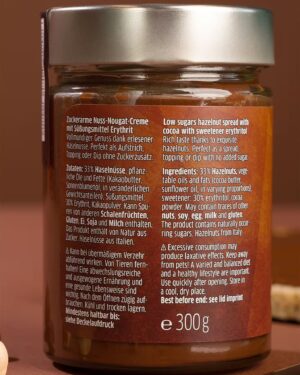 Zuckerarme Nuss-Nougat-Creme
mit Süßungsmittel Erythrit
Vollmundiger Genuss dank erlesener
Haselnüsse. Perfekt als Aufstrich,
Topping oder Dip ohne Zuckerzusatz.
Zutaten: 33% Haselnüsse, pflanz-
liche Öle und Fette (Kakaobutter,
Sonnenblumenöl, in veränderlichen
Gewichtsanteilen), Süßungsmittel:
30% Erythrit, Kakaopulver. Kann Spu-
ren von anderen Schalenfrüchten,
Gluten, Ei, Soja und Milch enthalten.
Das Produkt enthält von Natur aus
Zucker. Haselnüsse aus Italien.
⚠ Kann bei übermäßigem Verzehr
abführend wirken. Von Tieren fern-
halten! Eine abwechslungsreiche
und ausgewogene Ernährung und
eine gesunde Lebensweise sind
wichtig. Nach dem Öffnen zügig auf-
brauchen. Kühl und trocken lagern.
Mindestens haltbar bis:
siehe Deckelaufdruck
Low sugars hazelnut spread with
cocoa with sweetener erythritol
Rich taste thanks to exquisite
hazelnuts. Perfect as a spread,
topping or dip with no added sugar.
Ingredients: 33% Hazelnuts, vege-
table oils and fats (cocoa butter,
sunflower oil, in varying proportions),
sweetener: 30% erythritol, cocoa
powder. May contain traces of other
nuts, soy, egg, milk and gluten.
The product contains naturally occur-
ring sugars. Hazelnuts from Italy.
⚠ Excessive consumption may
produce laxative effects. Keep away
from pets! A varied and balanced diet
and a healthy lifestyle are important.
Use quickly after opening. Store in
a cool, dry place.
Best before end: see lid imprint
℮ 300 g